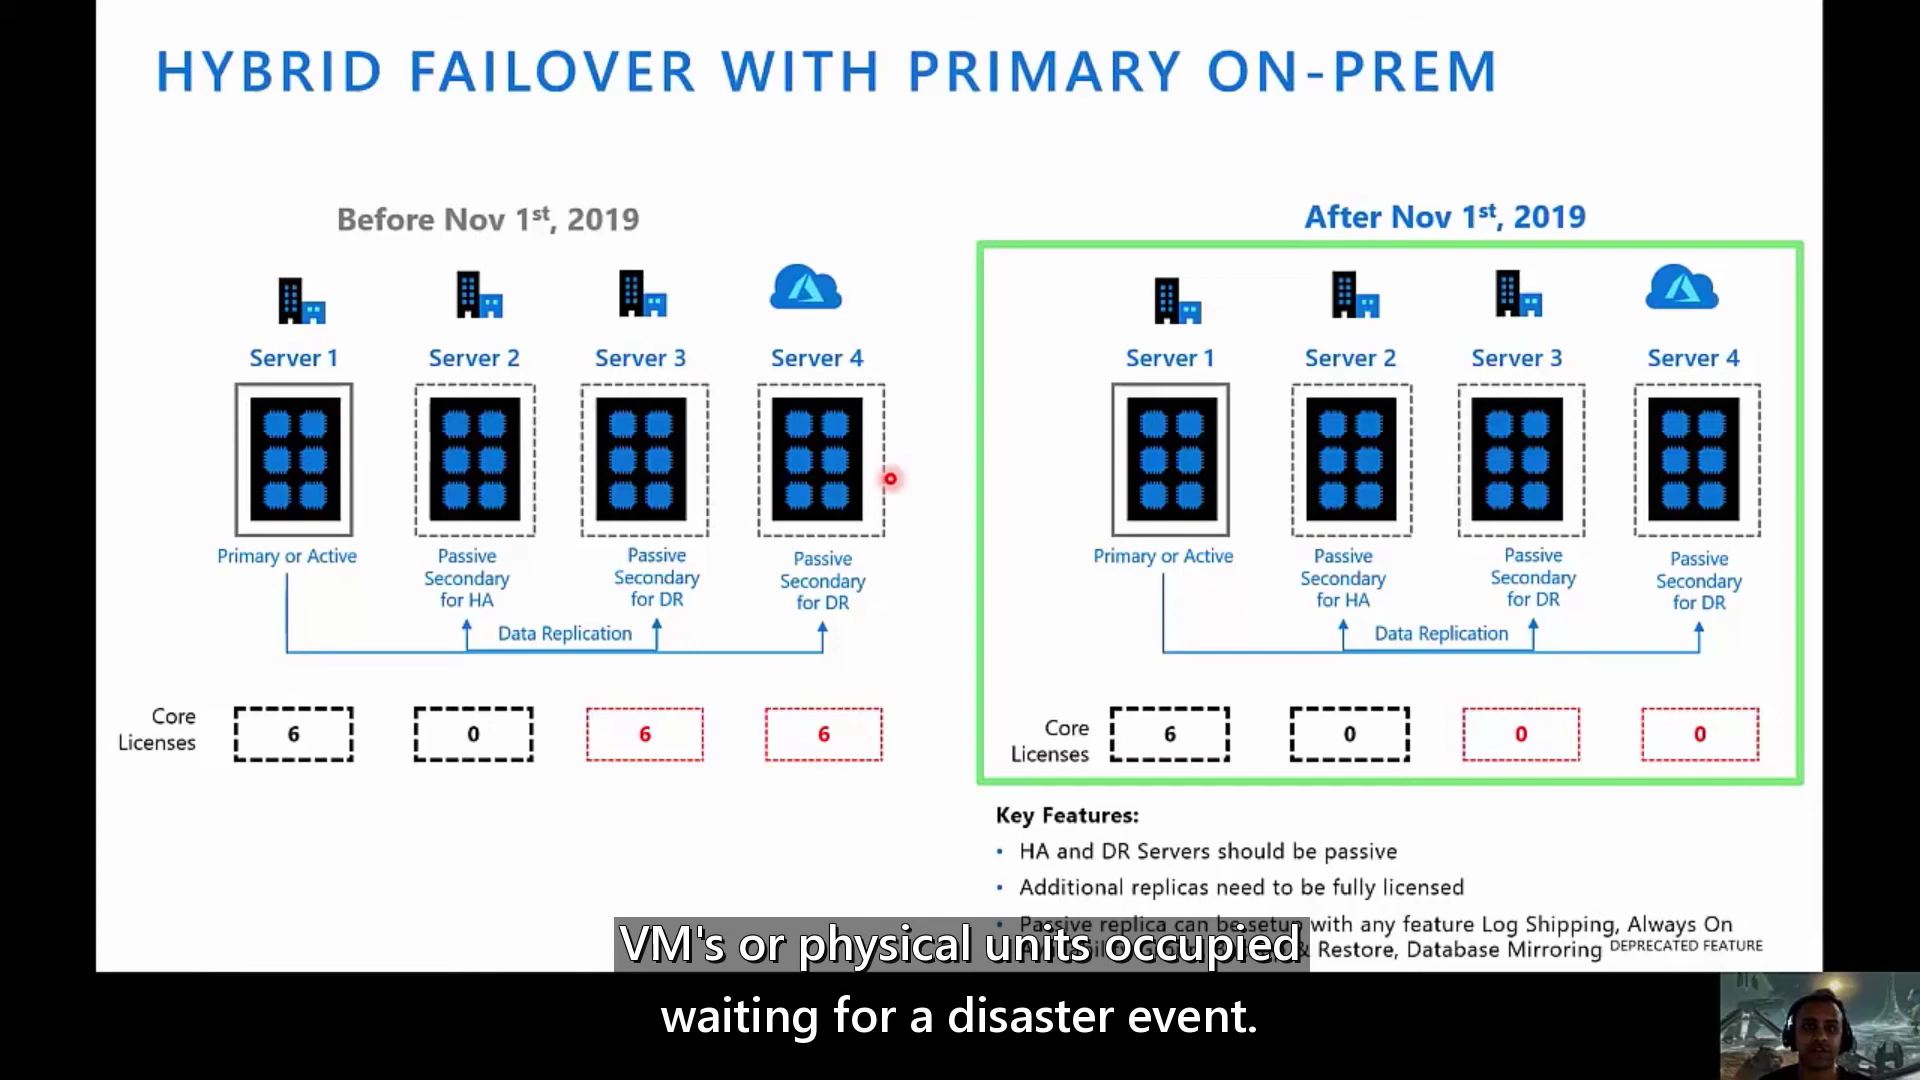 HYBRID FAILOVER WITH PRIMARY ON-PREM
Before Nov 1st, 2019
Server 1
Server 2
Server 3
Server 4
Primary or Active
Passive
Secondary
for HA
Passive
Secondary
for DR
Passive
Secondary
for DR
Data Replication
Core
Licenses
6
0
6
6
After Nov 1st, 2019
Server 1
Server 2
Server 3
Server 4
Primary or Active
Passive
Secondary
for HA
Passive
Secondary
for DR
Passive
Secondary
for DR
Data Replication
Core
Licenses
6
0
0
0
Key Features:
• HA and DR Servers should be passive
• Additional replicas need to be fully licensed
• Passive replica can be setup with any feature Log Shipping, Always On
& Restore, Database Mirroring DEPRECATED FEATURE
VM's or physical units occupied
waiting for a disaster event.